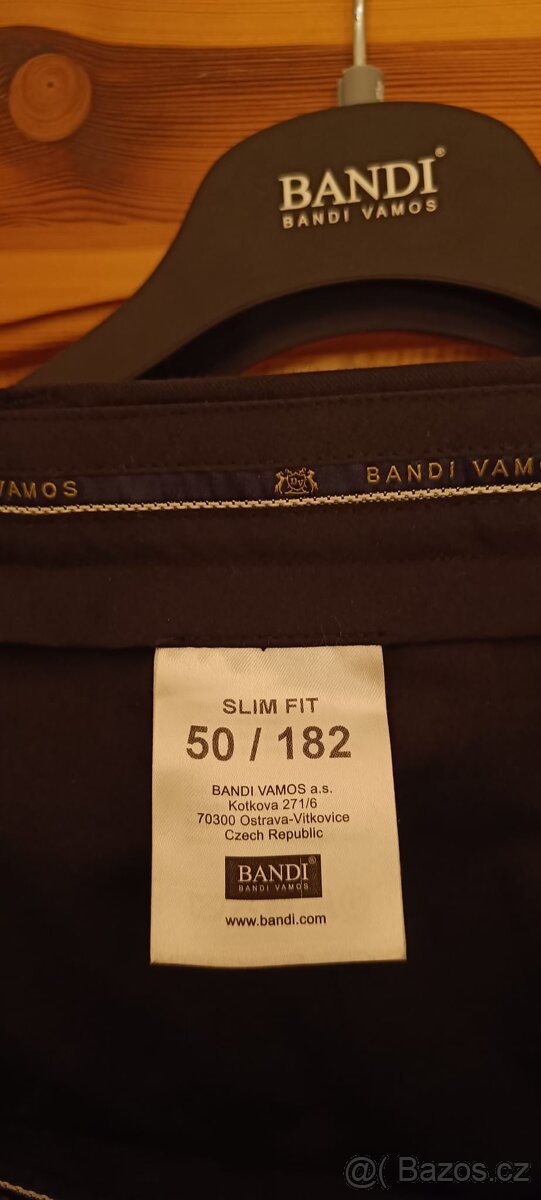 BANDI®
BANDI VAMOS
VAMOS
BANDI VAM
SLIM FIT
50 / 182
BANDI VAMOS a.s.
Kotkova 271/6
70300 Ostrava-Vitkovice
Czech Republic
BANDI®
BANDI VAMOS
www.bandi.com
@( Bazos.cz